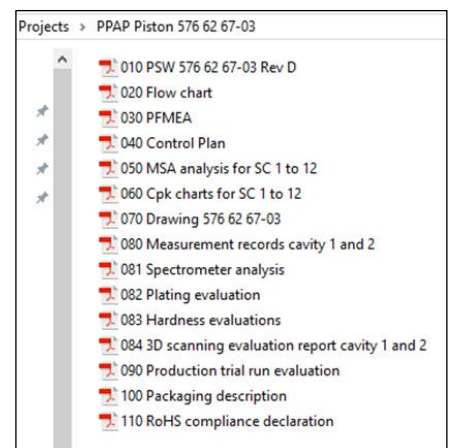 Projects > PPAP Piston 576 62 67-03
010 PSW 576 62 67-03 Rev D
020 Flow chart
030 PFMEA
040 Control Plan
050 MSA analysis for SC 1 to 12
060 Cpk charts for SC 1 to 12
070 Drawing 576 62 67-03
080 Measurement records cavity 1 and 2
081 Spectrometer analysis
082 Plating evaluation
083 Hardness evaluations
084 3D scanning evaluation report cavity 1 and 2
090 Production trial run evaluation
100 Packaging description
110 RoHS compliance declaration